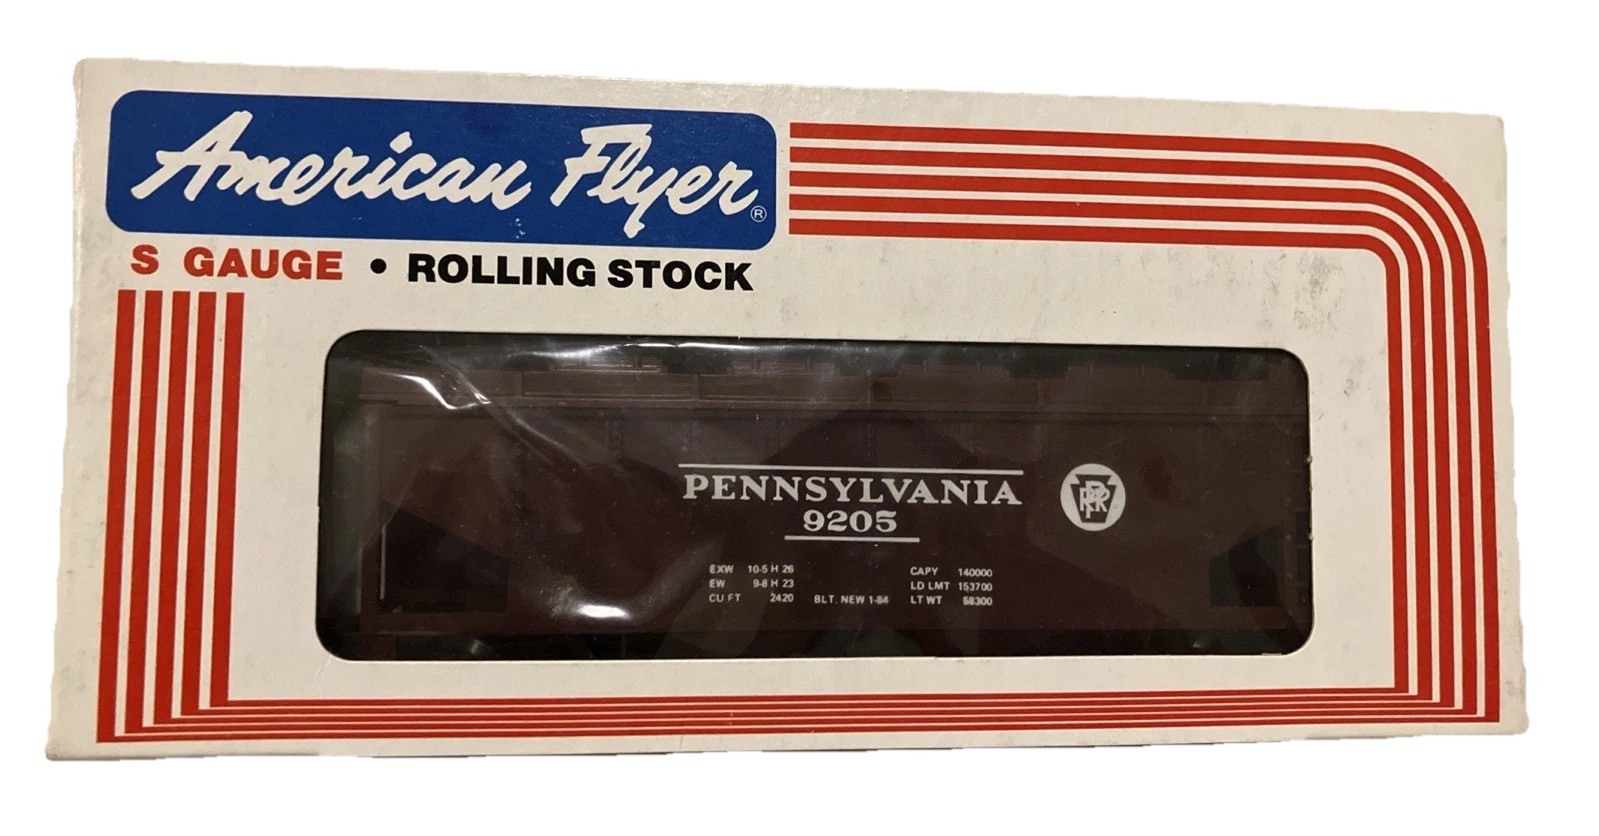 American Flyer®
S GAUGE • ROLLING STOCK
PENNSYLVANIA
9205
PRR
EXW 10-5 H 26
EW 9-8 H 23
CU FT 2420
BLT. NEW 1-84
CAPY 140000
LD LMT 153700
LT WT 58300